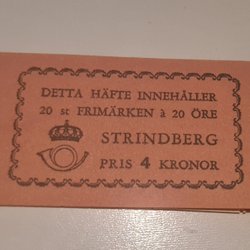 DETTA HÄFTE INNEHÅLLER
20 st FRIMÄRKEN à 20 ÖRE
STRINDBERG
PRIS 4 KRONOR